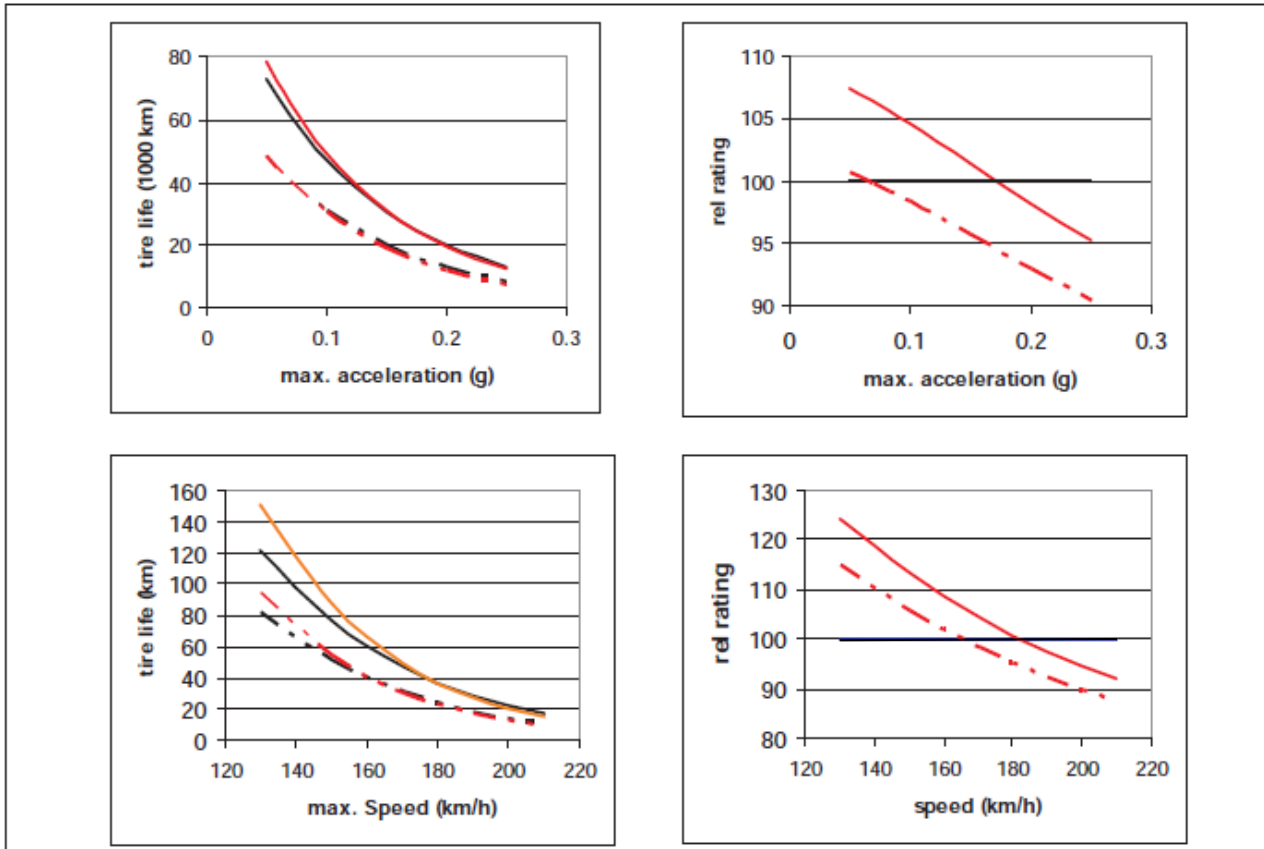 tire life (1000 km)
80
60
40
20
0
0 0.1 0.2 0.3
max. acceleration (g)
rel rating
110
105
100
95
90
0 0.1 0.2 0.3
max. acceleration (g)
tire life (km)
160
140
120
100
80
60
40
20
0
120 140 160 180 200 220
max. Speed (km/h)
rel rating
130
120
110
100
90
80
120 140 160 180 200 220
speed (km/h)